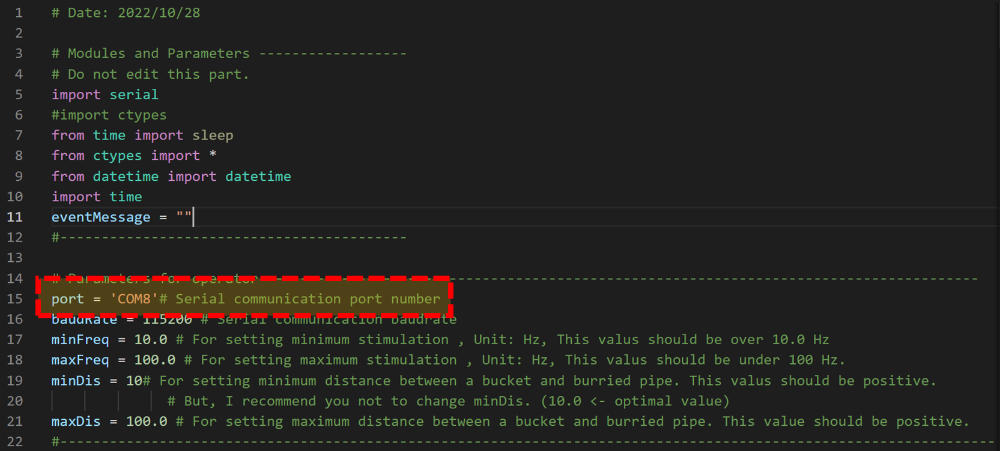 1 # Date: 2022/10/28
2
3 # Modules and Parameters ------------------
4 # Do not edit this part.
5 import serial
6 #import ctypes
7 from time import sleep
8 from ctypes import *
9 from datetime import datetime
10 import time
11 eventMessage = ""
12 #------------------------------------------
13
14 # Parameters for operator----------------------------------------------------------------------------------------
15 port = 'COM8'# Serial communication port number
16 baudRate = 115200 # Serial communication baudrate
17 minFreq = 10.0 # For setting minimum stimulation , Unit: Hz, This valus should be over 10.0 Hz
18 maxFreq = 100.0 # For setting maximum stimulation , Unit: Hz, This valus should be under 100 Hz.
19 minDis = 10# For setting minimum distance between a bucket and burried pipe. This valus should be positive.
20 # But, I recommend you not to change minDis. (10.0 <- optimal value)
21 maxDis = 100.0 # For setting maximum distance between a bucket and burried pipe. This value should be positive.
22 #-----------------------------------------------------------------------------------------------------------------